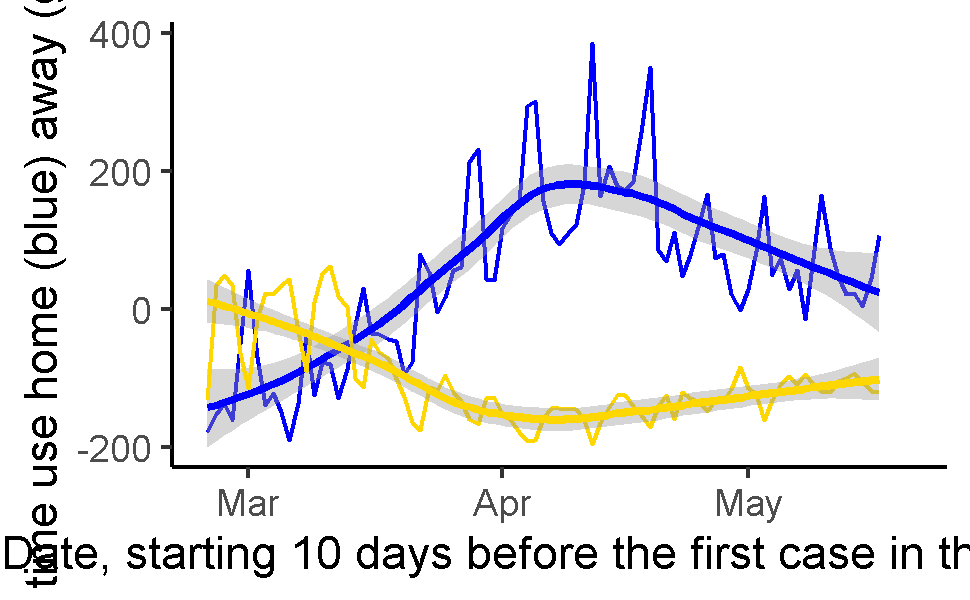 time use home (blue) away (
400
200
0
-200
Mar Apr May
Date, starting 10 days before the first case in th